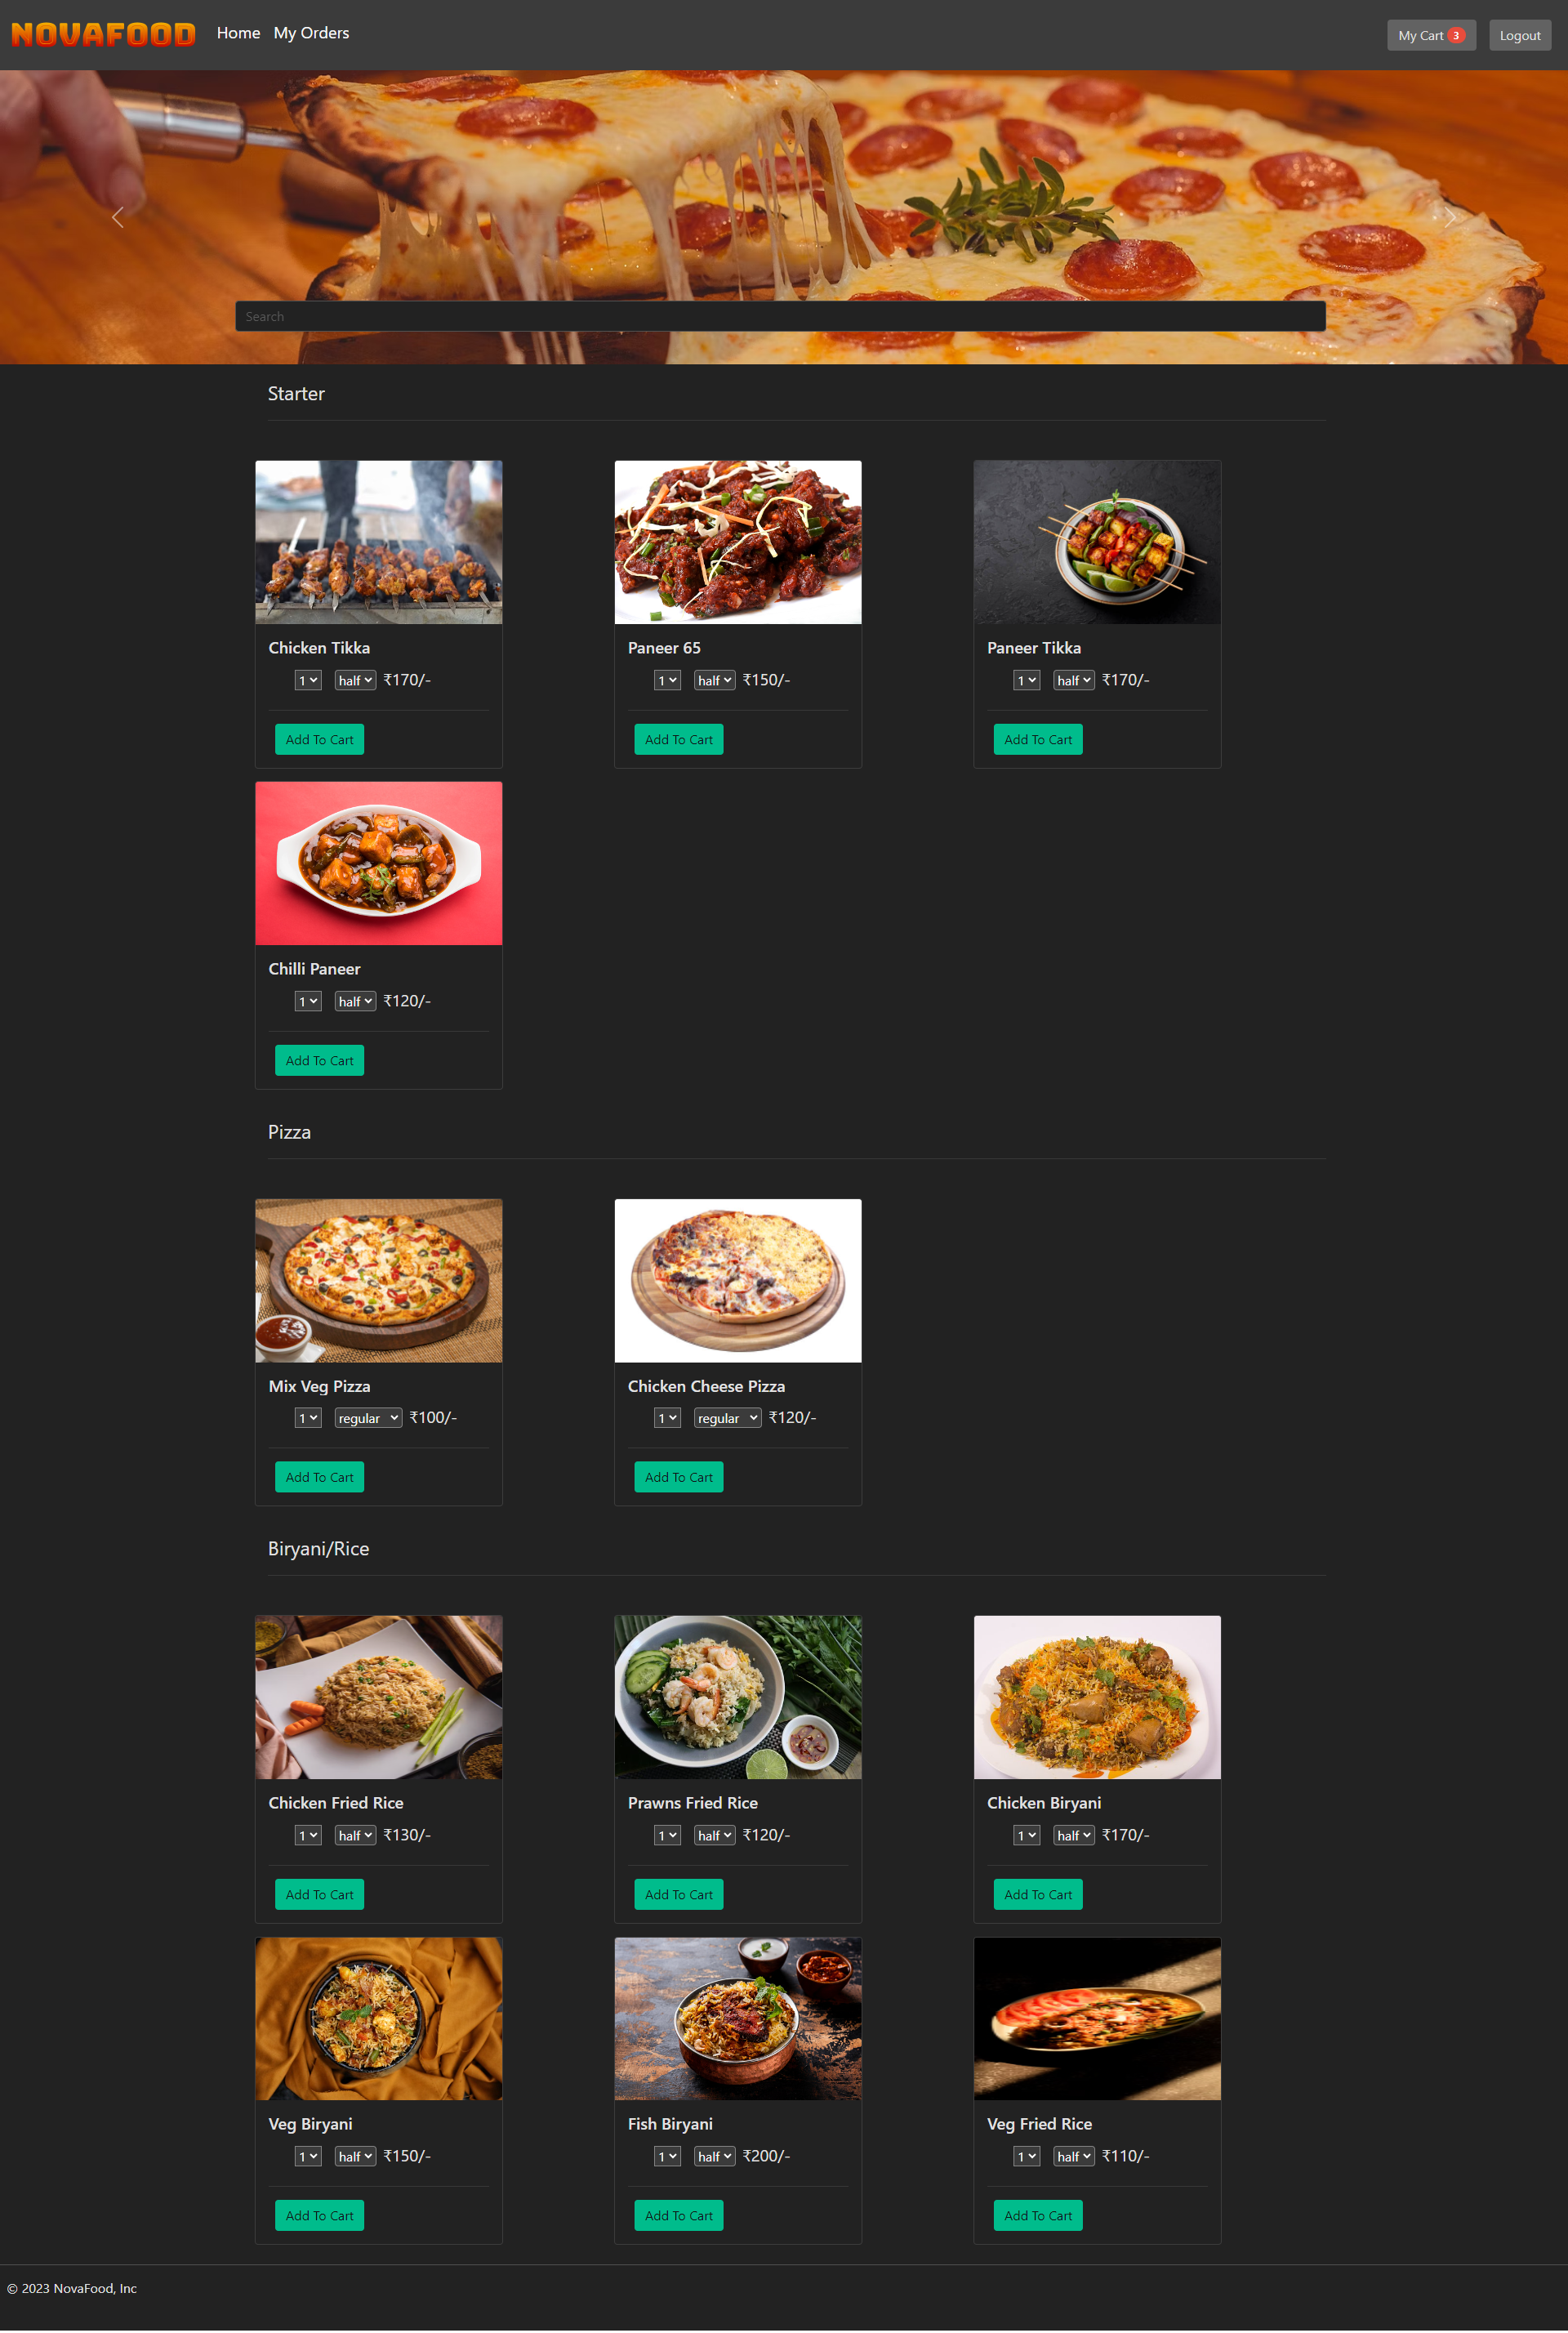 NOVAFOOD Home My Orders My Cart 3 Logout
Search
Starter
Chicken Tikka Paneer 65 Paneer Tikka
1 half ₹170/- 1 half ₹150/- 1 half ₹170/-
Add To Cart Add To Cart Add To Cart
Chilli Paneer
1 half ₹120/-
Add To Cart
Pizza
Mix Veg Pizza Chicken Cheese Pizza
1 regular ₹100/- 1 regular ₹120/-
Add To Cart Add To Cart
Biryani/Rice
Chicken Fried Rice Prawns Fried Rice Chicken Biryani
1 half ₹130/- 1 half ₹120/- 1 half ₹170/-
Add To Cart Add To Cart Add To Cart
Veg Biryani Fish Biryani Veg Fried Rice
1 half ₹150/- 1 half ₹200/- 1 half ₹110/-
Add To Cart Add To Cart Add To Cart
© 2023 NovaFood, Inc